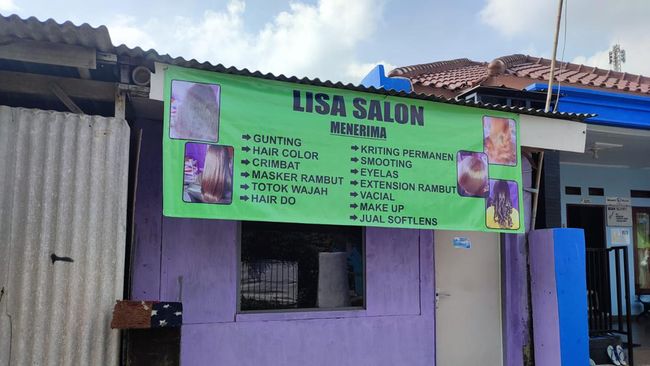 LISA SALON
MENERIMA
➡ GUNTING
➡ HAIR COLOR
➡ CRIMBAT
➡ MASKER RAMBUT
➡ TOTOK WAJAH
➡ HAIR DO
➡ KRITING PERMANEN
➡ SMOOTING
➡ EYELAS
➡ EXTENSION RAMBUT
➡ VACIAL
➡ MAKE UP
➡ JUAL SOFTLENS